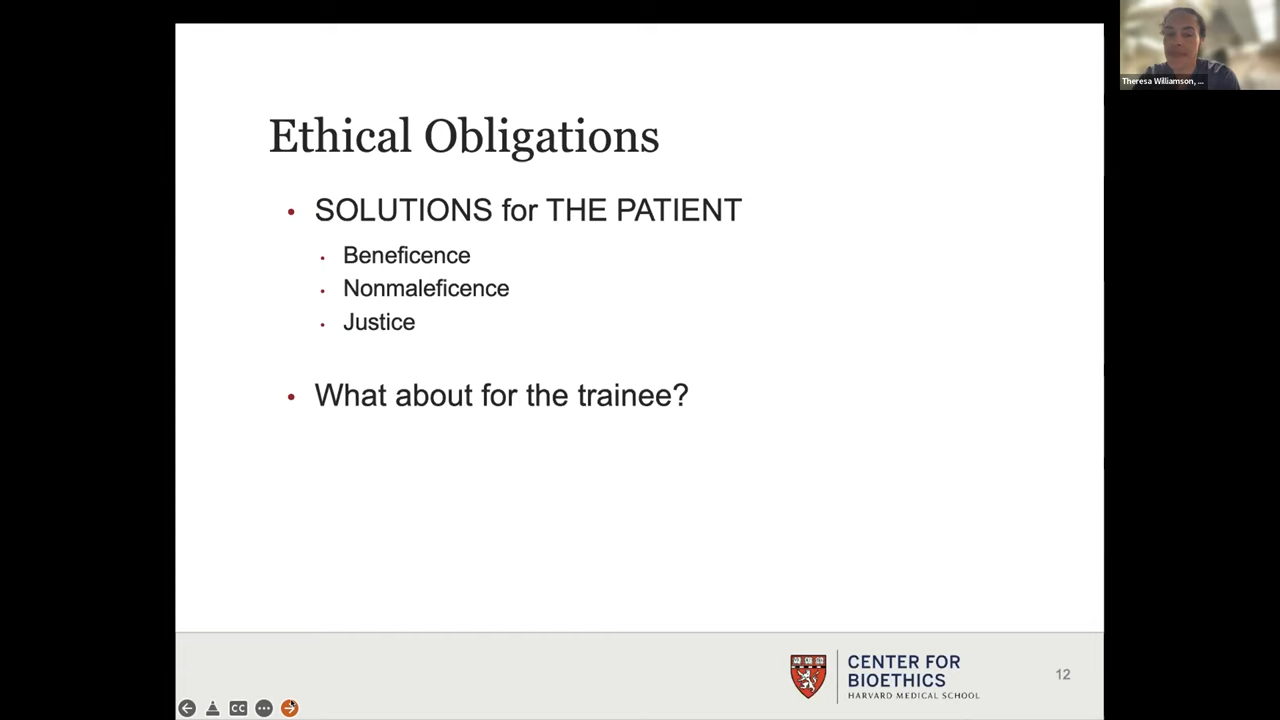 Ethical Obligations
• SOLUTIONS for THE PATIENT
• Beneficence
• Nonmaleficence
• Justice
• What about for the trainee?
CENTER FOR
BIOETHICS
HARVARD MEDICAL SCHOOL
12
CC
Theresa Williamson, ...